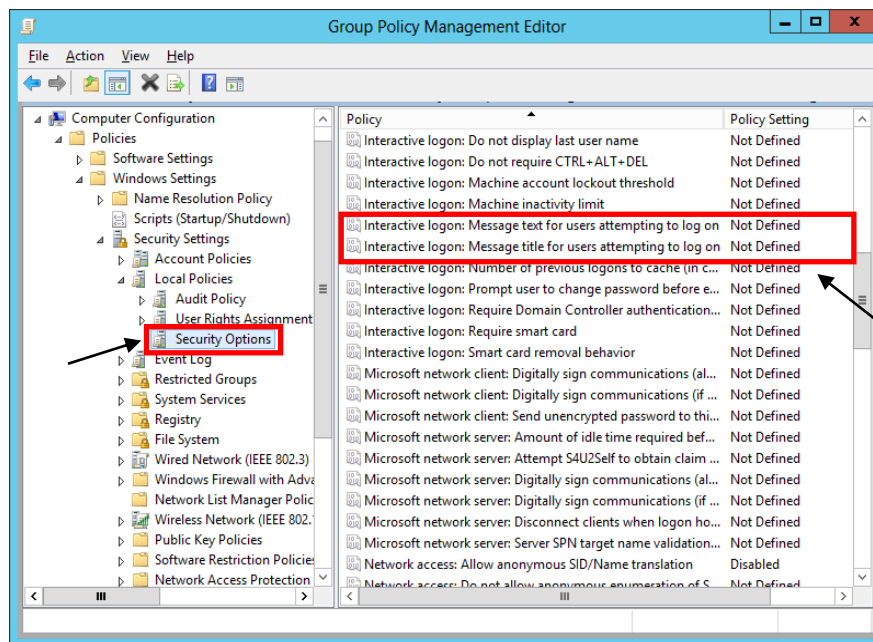 Group Policy Management Editor
File Action View Help
Computer Configuration
Policies
Software Settings
Windows Settings
Name Resolution Policy
Scripts (Startup/Shutdown)
Security Settings
Account Policies
Local Policies
Audit Policy
User Rights Assignment
Security Options
Event Log
Restricted Groups
System Services
Registry
File System
Wired Network (IEEE 802.3)
Windows Firewall with Adva
Network List Manager Polic
Wireless Network (IEEE 802.
Public Key Policies
Software Restriction Policie
Network Access Protection
Policy Policy Setting
Interactive logon: Do not display last user name Not Defined
Interactive logon: Do not require CTRL+ALT+DEL Not Defined
Interactive logon: Machine account lockout threshold Not Defined
Interactive logon: Machine inactivity limit Not Defined
Interactive logon: Message text for users attempting to log on Not Defined
Interactive logon: Message title for users attempting to log on Not Defined
Interactive logon: Number of previous logons to cache (in c... Not Defined
Interactive logon: Prompt user to change password before e... Not Defined
Interactive logon: Require Domain Controller authentication... Not Defined
Interactive logon: Require smart card Not Defined
Interactive logon: Smart card removal behavior Not Defined
Microsoft network client: Digitally sign communications (al... Not Defined
Microsoft network client: Digitally sign communications (if ... Not Defined
Microsoft network client: Send unencrypted password to thi... Not Defined
Microsoft network server: Amount of idle time required bef... Not Defined
Microsoft network server: Attempt S4U2Self to obtain claim ... Not Defined
Microsoft network server: Digitally sign communications (al... Not Defined
Microsoft network server: Digitally sign communications (if ... Not Defined
Microsoft network server: Disconnect clients when logon ho... Not Defined
Microsoft network server: Server SPN target name validation... Not Defined
Network access: Allow anonymous SID/Name translation Disabled
Network access: Do not allow anonymous enumeration of S... Not Defined